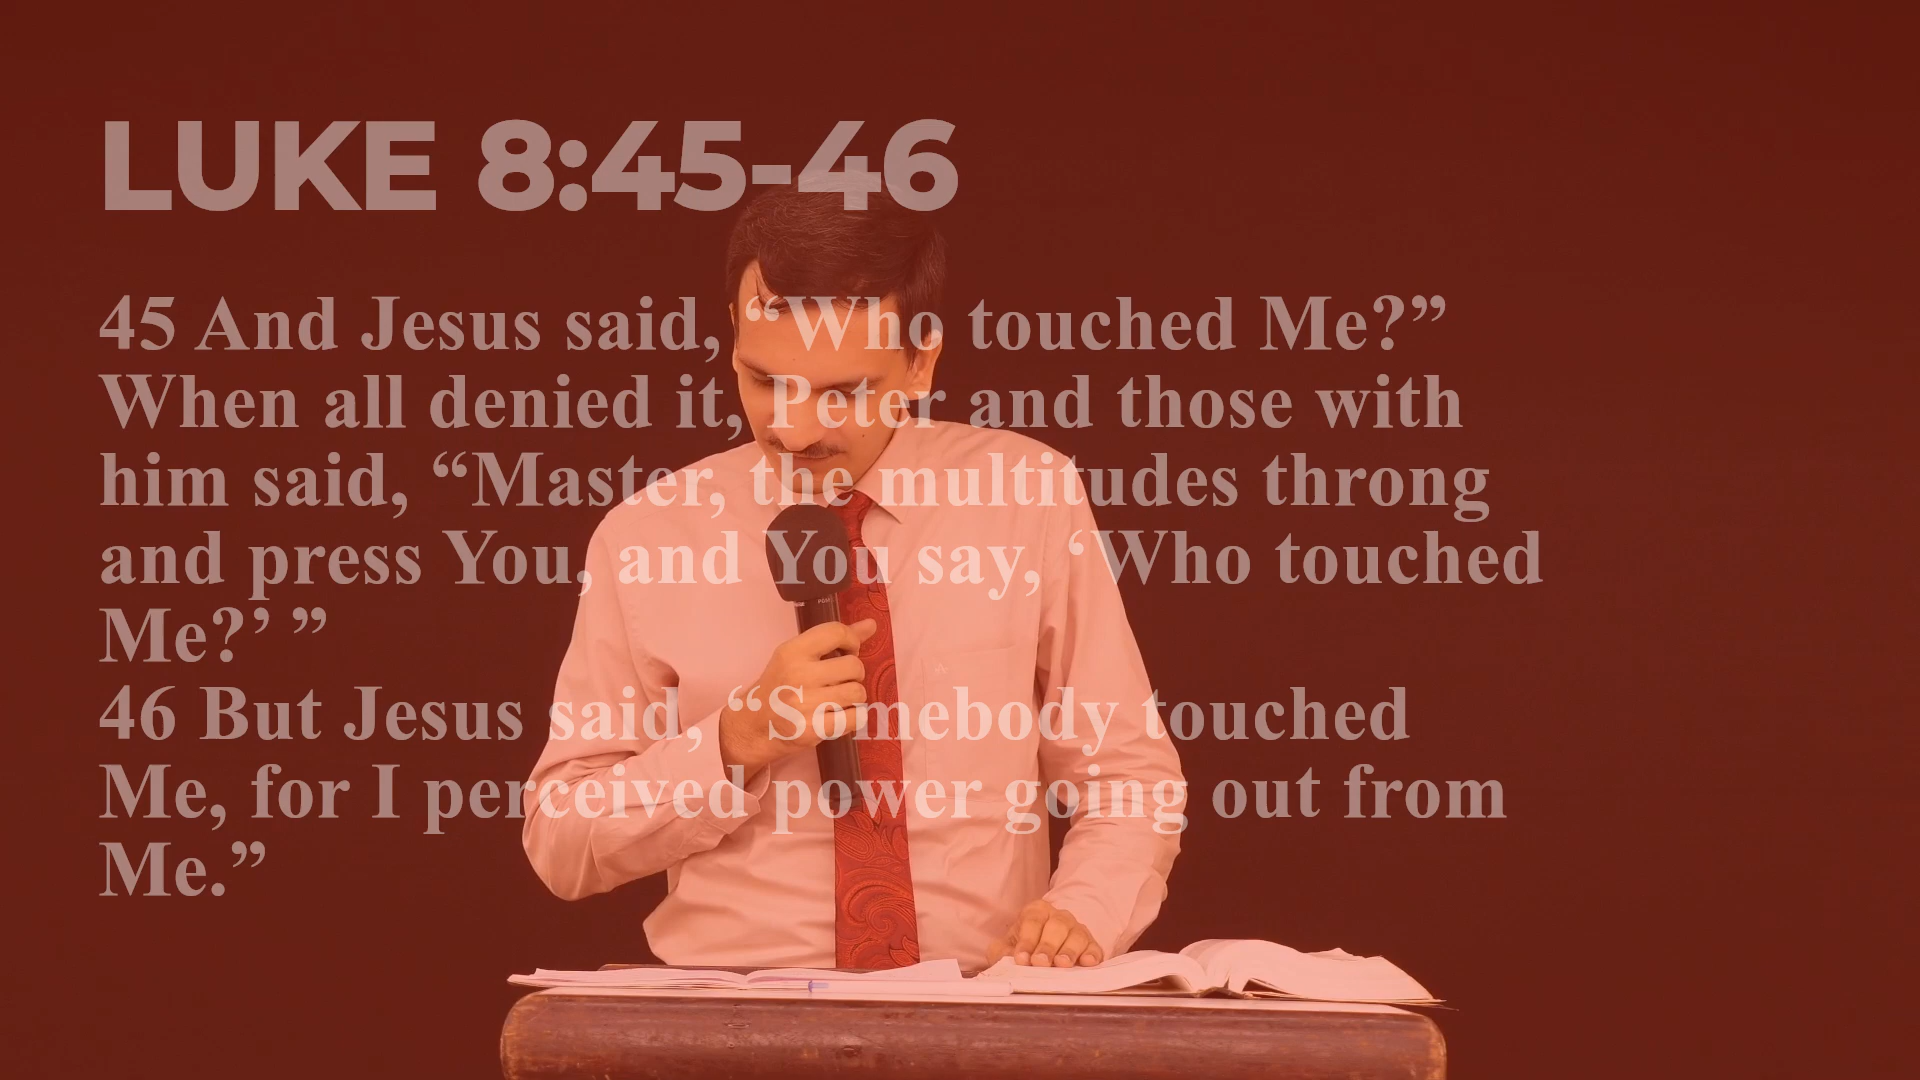 LUKE 8:45-46
45 And Jesus said, “Who touched Me?”
When all denied it, Peter and those with
him said, “Master, the multitudes throng
and press You, and You say, ‘Who touched
Me?’ ”
46 But Jesus said, “Somebody touched
Me, for I perceived power going out from
Me.”